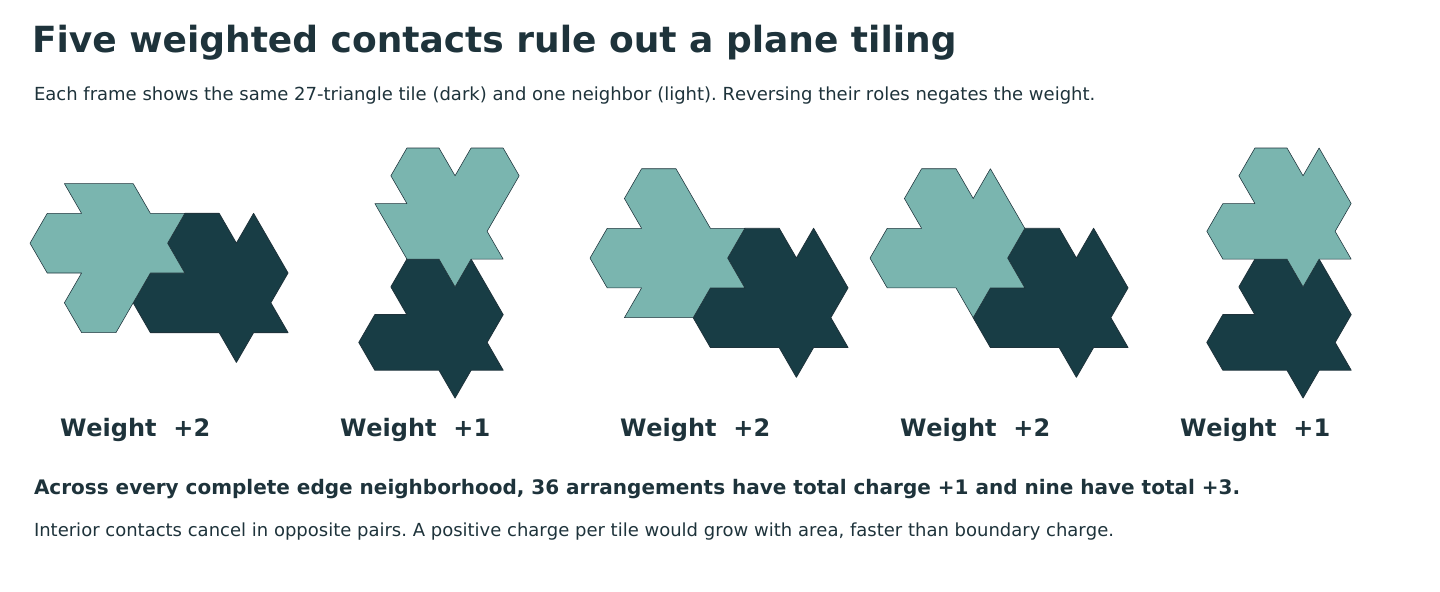 Five weighted contacts rule out a plane tiling
Each frame shows the same 27-triangle tile (dark) and one neighbor (light). Reversing their roles negates the weight.
Weight +2
Weight +1
Weight +2
Weight +2
Weight +1
Across every complete edge neighborhood, 36 arrangements have total charge +1 and nine have total +3.
Interior contacts cancel in opposite pairs. A positive charge per tile would grow with area, faster than boundary charge.